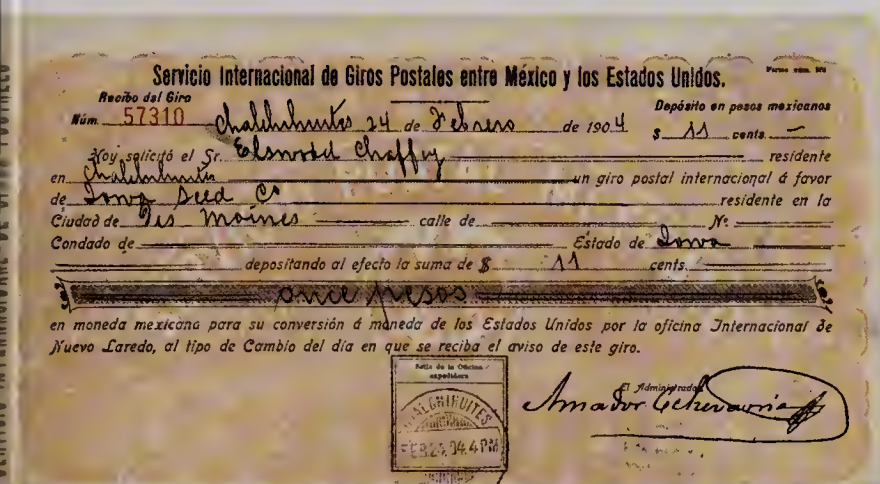 Servicio Internacional de Giros Postales entre México y los Estados Unidos.
Forma núm.
Recibo del Giro
Núm. 57310 Chalchihuites 24 de Febrero de 1904
Depósito en pesos mexicanos
$ 11 cents. —
Hoy solicitó el Sr. Elswodd Chaffey residente
en Chalchihuites un giro postal internacional á favor
de Iowa Seed Co residente en la
Ciudad de Des Moines calle de Nº
Condado de Estado de Iowa
depositando al efecto la suma de $ 11 cents.
once pesos
en moneda mexicana para su conversión á moneda de los Estados Unidos por la oficina Internacional de
Nuevo Laredo, al tipo de Cambio del día en que se reciba el aviso de este giro.
Sello de la Oficina
expedidora
CHALCHIHUITES
FEB 24 04. 4 PM
El Administrador
Amador Echevarria